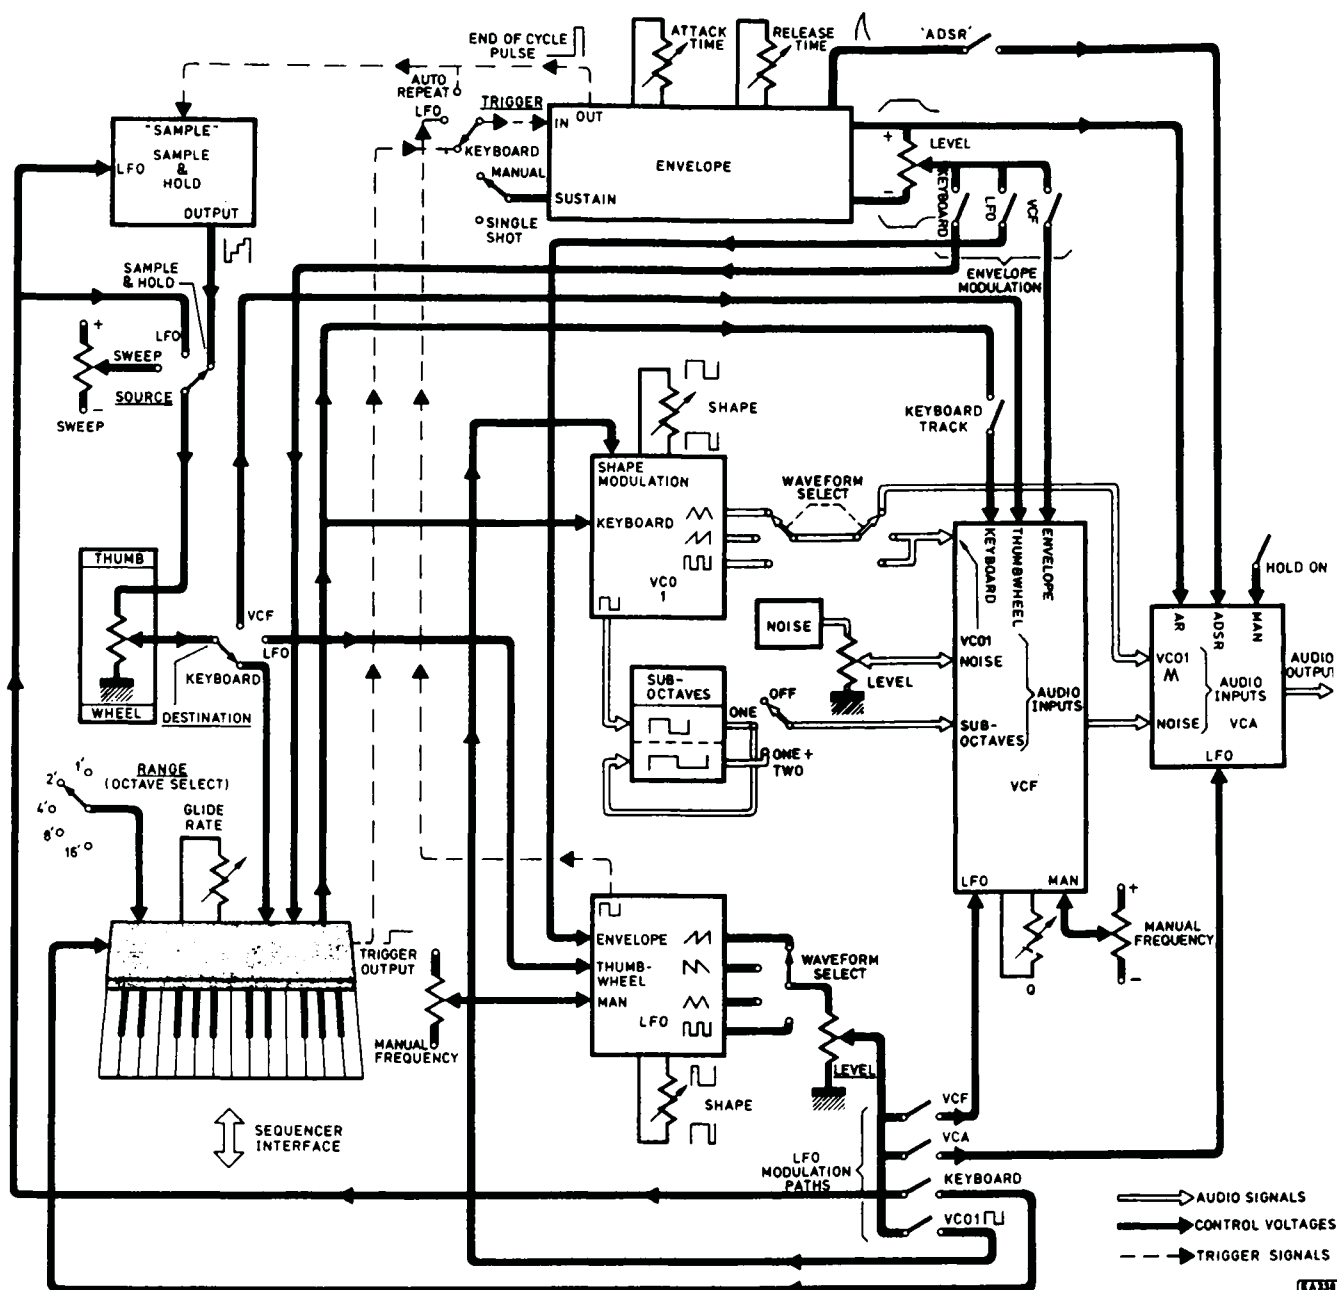 END OF CYCLE
PULSE
ATTACK
TIME
RELEASE
TIME
'ADSR'
AUTO
REPEAT
LFO
TRIGGER
IN
OUT
KEYBOARD
MANUAL
SUSTAIN
SINGLE
SHOT
ENVELOPE
+
LEVEL
-
KEYBOARD
LFO
VCF
ENVELOPE
MODULATION
"SAMPLE"
SAMPLE
&
HOLD
LFO
OUTPUT
SAMPLE
& HOLD
LFO
+
SWEEP
-
SOURCE
SWEEP
SHAPE
SHAPE
MODULATION
KEYBOARD
VCO
1
WAVEFORM
SELECT
KEYBOARD
TRACK
KEYBOARD
THUMBWHEEL
ENVELOPE
HOLD ON
AR
ADSR
MAN
THUMB
WHEEL
VCF
LFO
KEYBOARD
DESTINATION
NOISE
LEVEL
VCO1
NOISE
AUDIO
INPUTS
SUB-
OCTAVES
VCF
LFO
MAN
VCO1
AUDIO
INPUTS
NOISE
VCA
LFO
AUDIO
OUTPUT
SUB-
OCTAVES
ONE
OFF
ONE +
TWO
RANGE
(OCTAVE SELECT)
1'
2'
4'
8'
16'
GLIDE
RATE
TRIGGER
OUTPUT
MANUAL
FREQUENCY
ENVELOPE
THUMB-
WHEEL
MAN
LFO
WAVEFORM
SELECT
LEVEL
SHAPE
Q
+
MANUAL
FREQUENCY
-
SEQUENCER
INTERFACE
LFO
MODULATION
PATHS
VCF
VCA
KEYBOARD
VCO1
AUDIO SIGNALS
CONTROL VOLTAGES
TRIGGER SIGNALS